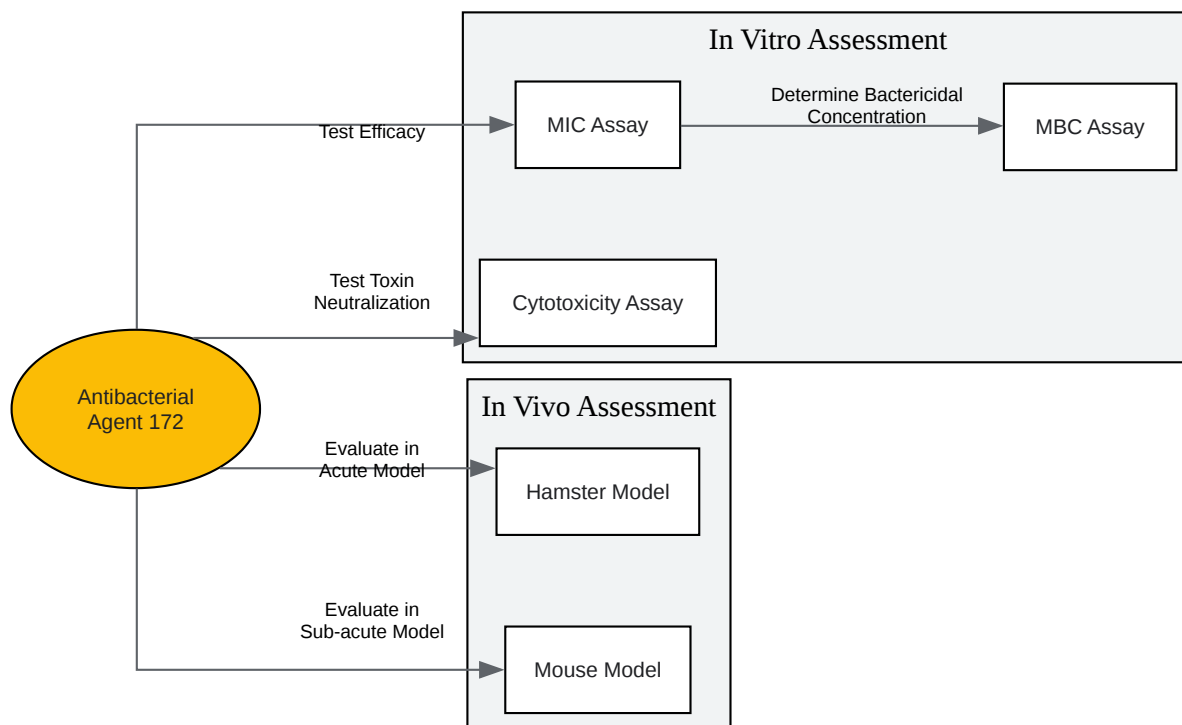 In Vitro Assessment
Determine Bactericidal
Concentration
Test Efficacy
MIC Assay
MBC Assay
Test Toxin
Neutralization
Cytotoxicity Assay
Antibacterial
Agent 172
In Vivo Assessment
Evaluate in
Acute Model
Hamster Model
Evaluate in
Sub-acute Model
Mouse Model